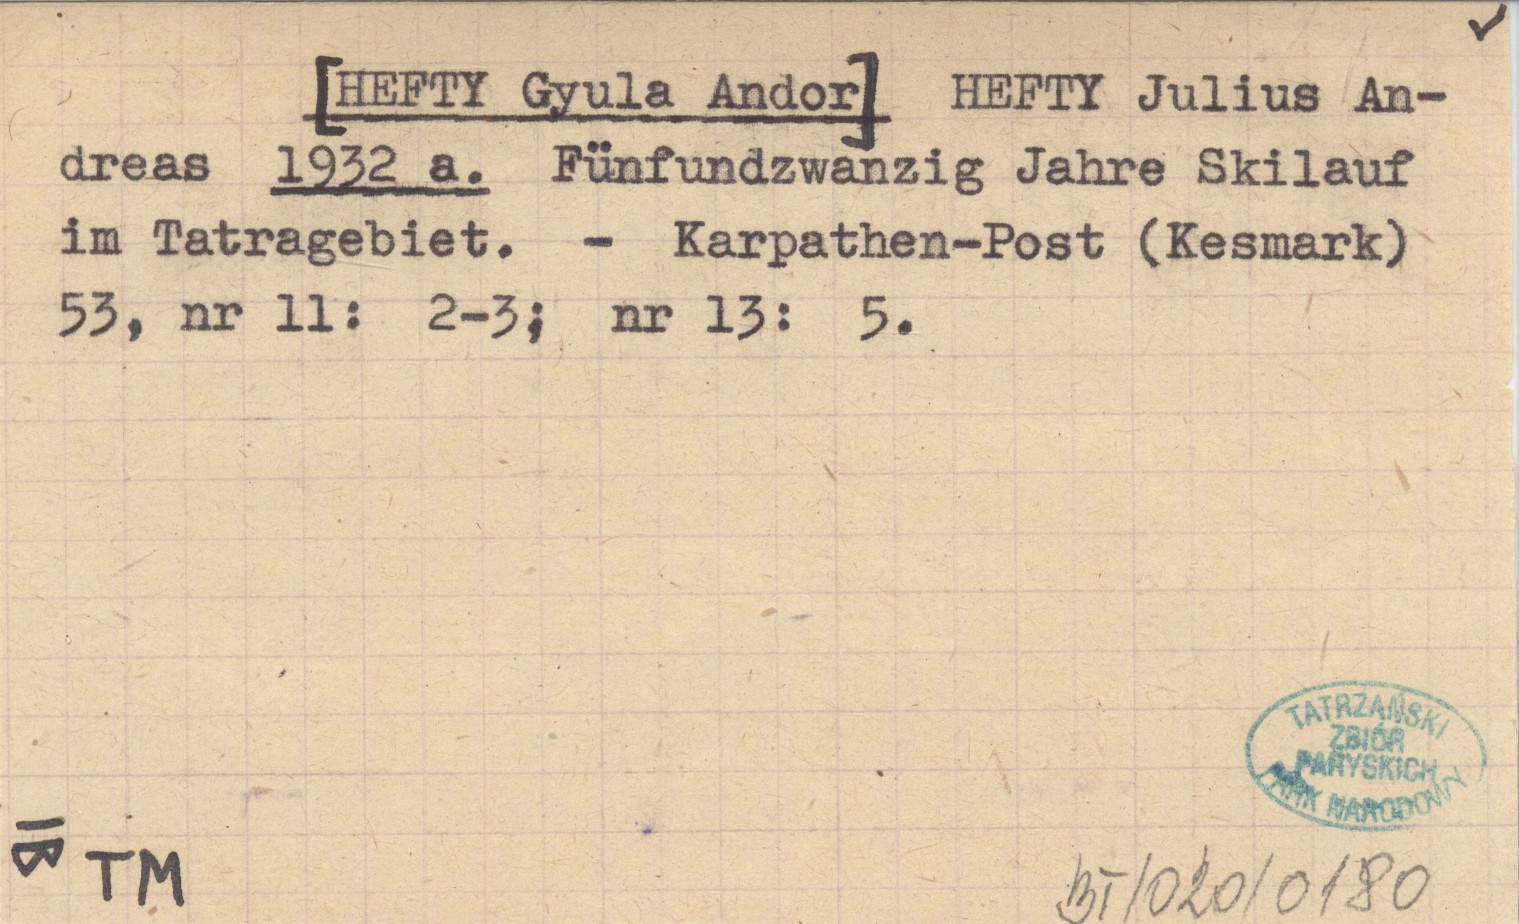 ✓
[HEFTY Gyula Andor] HEFTY Julius An-
dreas 1932 a. Fünfundzwanzig Jahre Skilauf
im Tatragebiet. - Karpathen-Post (Kesmark)
53, nr 11: 2-3; nr 13: 5.
TATRZAŃSKI
ZBIÓR
PARYSKICH
PARK NARODOWY
TM
BT/020/0180